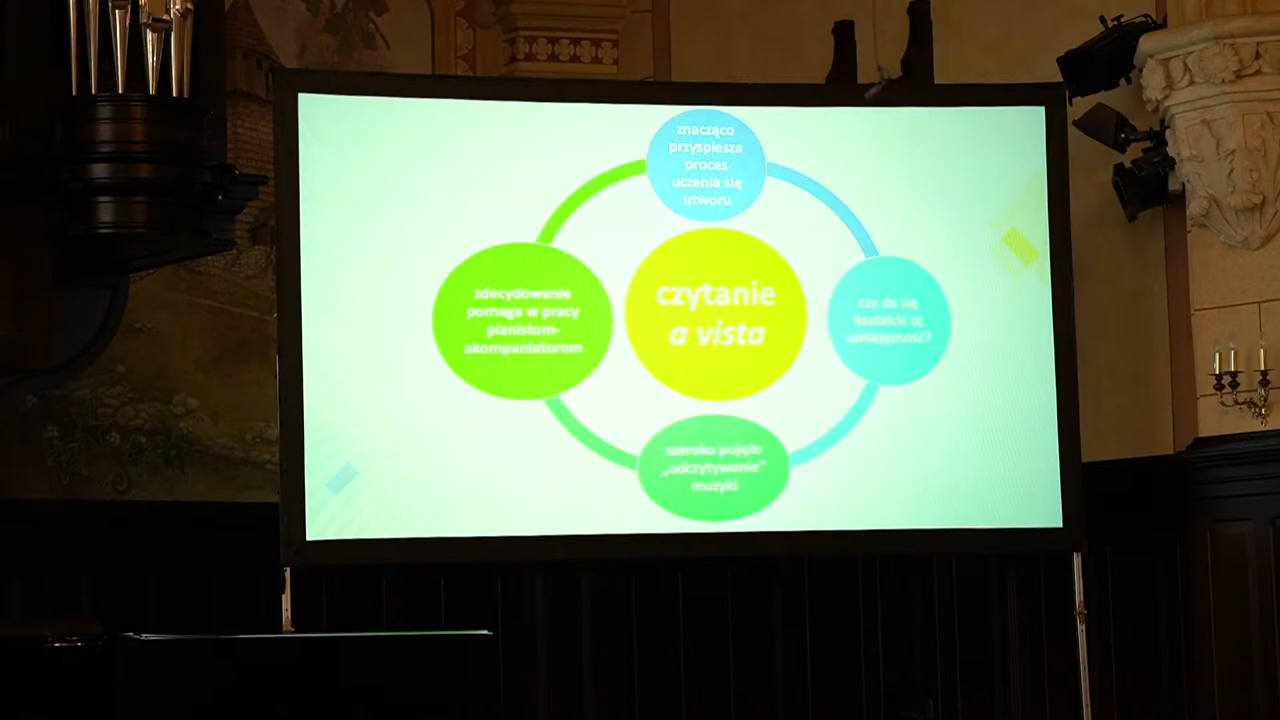 znacząco
przyspiesza
proces
uczenia się
utworu
zdecydowanie
pomaga w pracy
pianistom-
akompaniatorom
czytanie
a vista
czy da się
kształcić tę
umiejętność?
szeroko pojęte
„odczytywanie"
muzyki